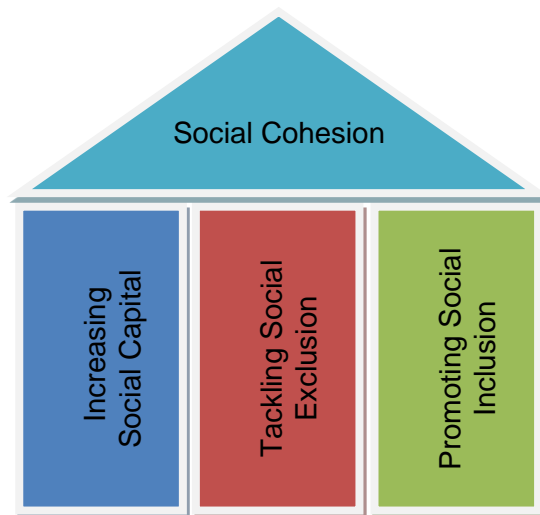 Social Cohesion
Increasing
Social Capital
Tackling Social
Exclusion
Promoting Social
Inclusion